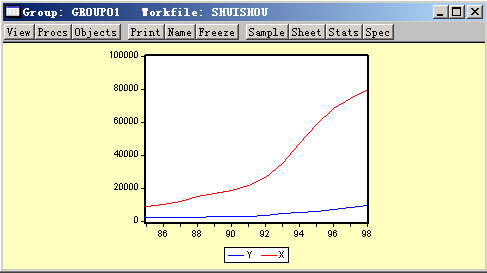 Group: GROUP01 Workfile: SHUISHOU
View Procs Objects Print Name Freeze Sample Sheet Stats Spec
100000
80000
60000
40000
20000
0
86 88 90 92 94 96 98
Y X